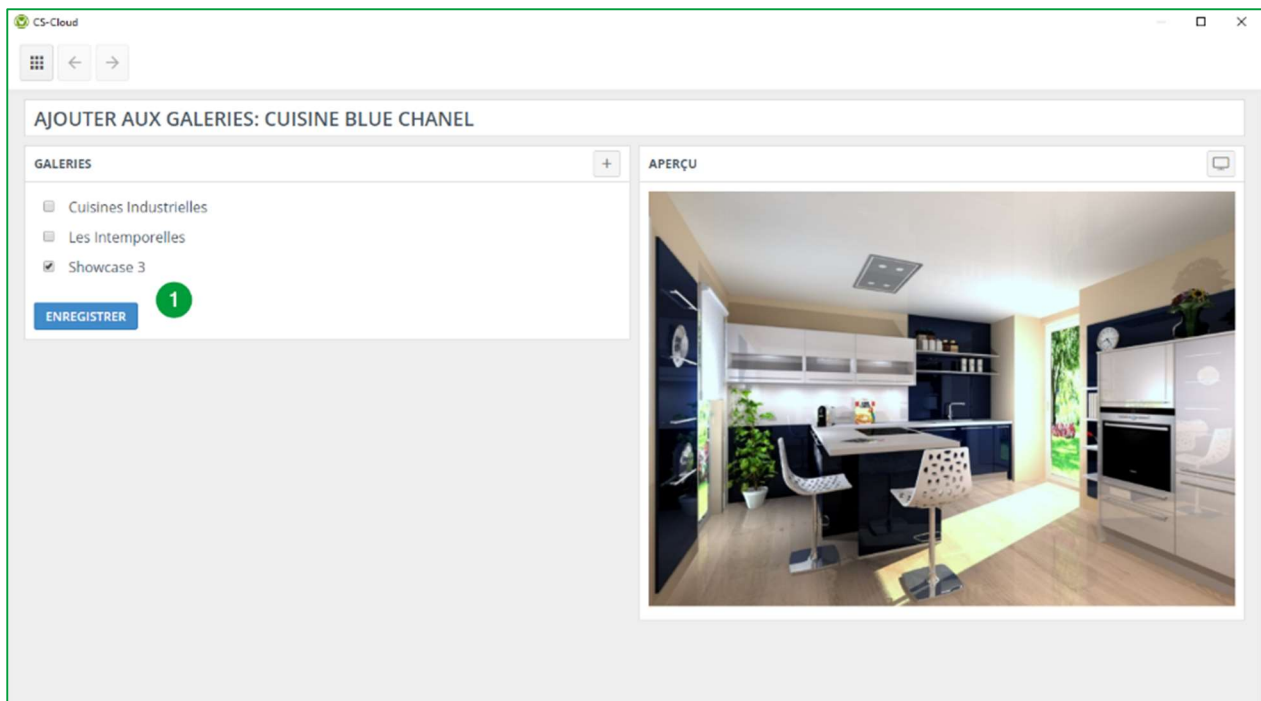 CS-Cloud
AJOUTER AUX GALERIES: CUISINE BLUE CHANEL
GALERIES
+
APERÇU
Cuisines Industrielles
Les Intemporelles
Showcase 3
ENREGISTRER
1